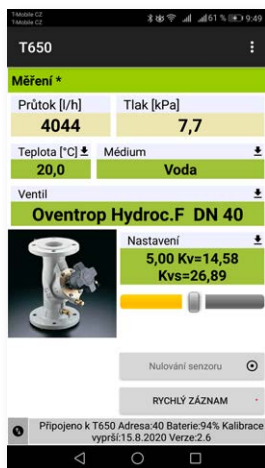 T-Mobile CZ
T-Mobile CZ
61 % 9:49
T650
Měření *
Průtok [l/h] Tlak [kPa]
4044 7,7
Teplota [°C] Médium
20,0 Voda
Ventil
Oventrop Hydroc.F DN 40
Nastavení
5,00 Kv=14,58
Kvs=26,89
Nulování senzoru
RYCHLÝ ZÁZNAM
Připojeno k T650 Adresa:40 Baterie:94% Kalibrace
vyprší:15.8.2020 Verze:2.6